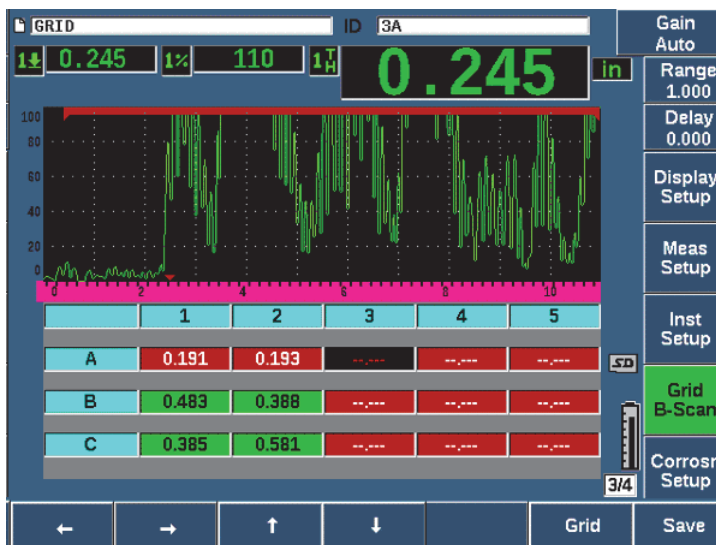 GRID ID 3A
1 0.245 1% 110 1TH 0.245 in
Gain
Auto
Range
1.000
Delay
0.000
Display
Setup
Meas
Setup
Inst
Setup
Grid
B-Scan
Corrosn
Setup
100
80
60
40
20
0
0 2 4 6 8 10
1 2 3 4 5
A 0.191 0.193 --.--- --.--- --.---
B 0.483 0.388 --.--- --.--- --.---
C 0.385 0.581 --.--- --.--- --.---
SD
3/4
← → ↑ ↓ Grid Save